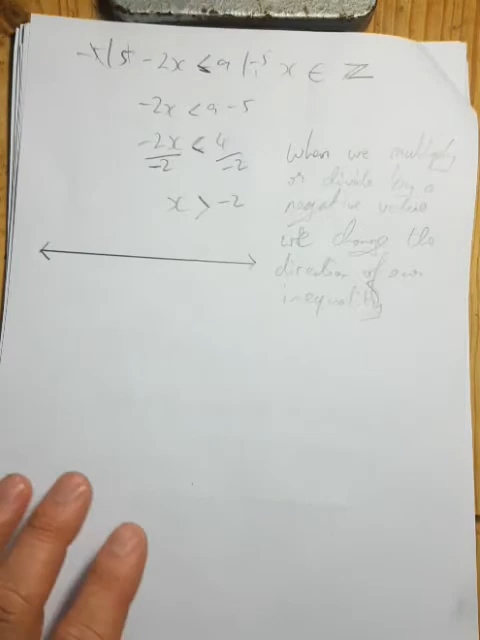 -5 | 5 - 2x < 9 | -5 x ∈ ℤ
-2x < 9 - 5
-2x < 4
-2 -2
x > -2
When we multiply
or divide by a
negative value
we change the
direction of our
inequality